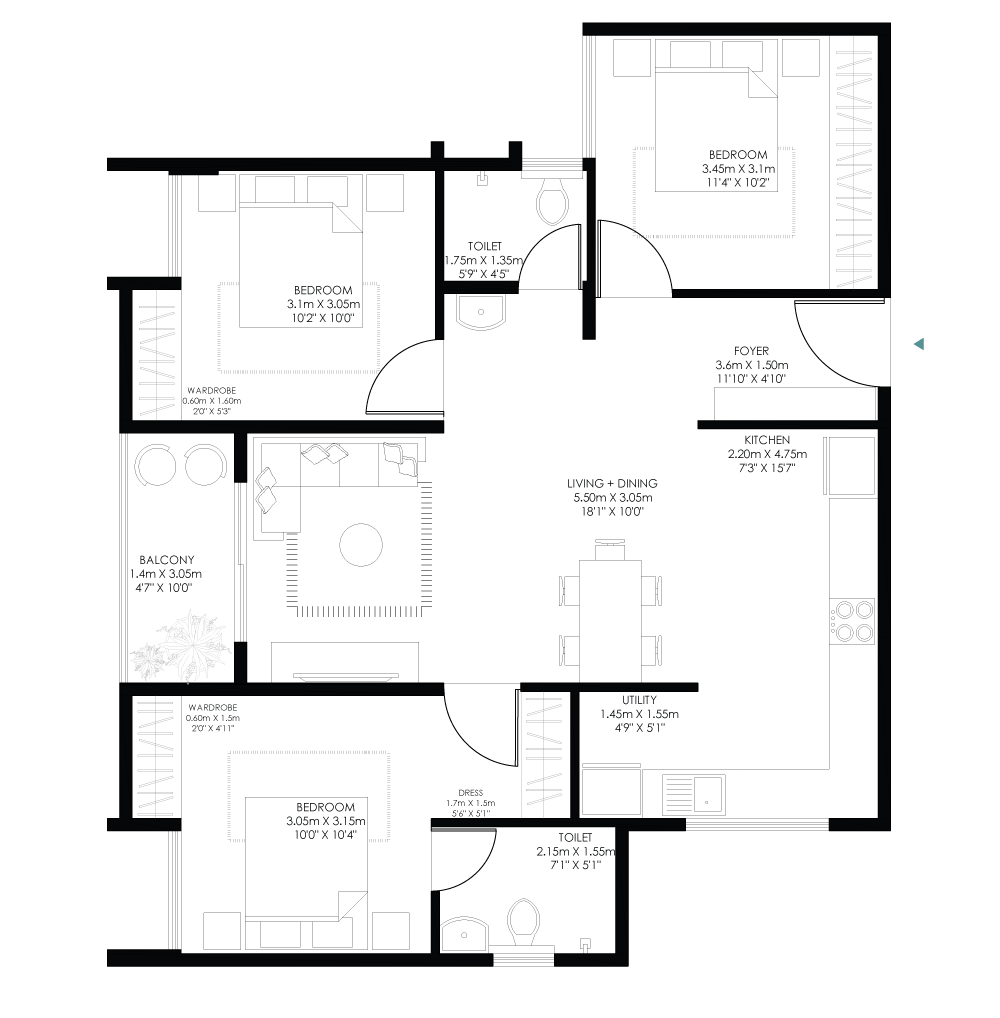 BEDROOM
3.45m X 3.1m
11'4" X 10'2"
TOILET
1.75m X 1.35m
5'9" X 4'5"
BEDROOM
3.1m X 3.05m
10'2" X 10'0"
WARDROBE
0.60m X 1.60m
2'0" X 5'3"
FOYER
3.6m X 1.50m
11'10" X 4'10"
KITCHEN
2.20m X 4.75m
7'3" X 15'7"
LIVING + DINING
5.50m X 3.05m
18'1" X 10'0"
BALCONY
1.4m X 3.05m
4'7" X 10'0"
WARDROBE
0.60m X 1.5m
2'0" X 4'11"
UTILITY
1.45m X 1.55m
4'9" X 5'1"
DRESS
1.7m X 1.5m
5'6" X 5'1"
BEDROOM
3.05m X 3.15m
10'0" X 10'4"
TOILET
2.15m X 1.55m
7'1" X 5'1"